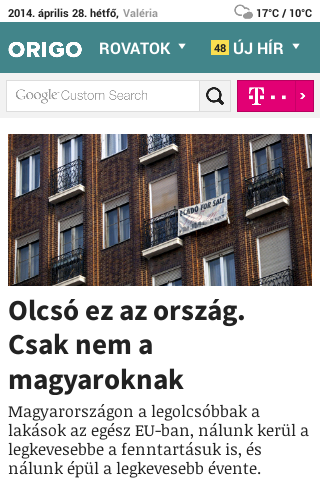 2014. április 28. hétfő, Valéria 17°C / 10°C
ORIGO ROVATOK 48 ÚJ HÍR
Google Custom Search T
ELADÓ FOR SALE
Olcsó ez az ország.
Csak nem a
magyaroknak
Magyarországon a legolcsóbbak a
lakások az egész EU-ban, nálunk kerül a
legkevesebbe a fenntartásuk is, és
nálunk épül a legkevesebb évente.